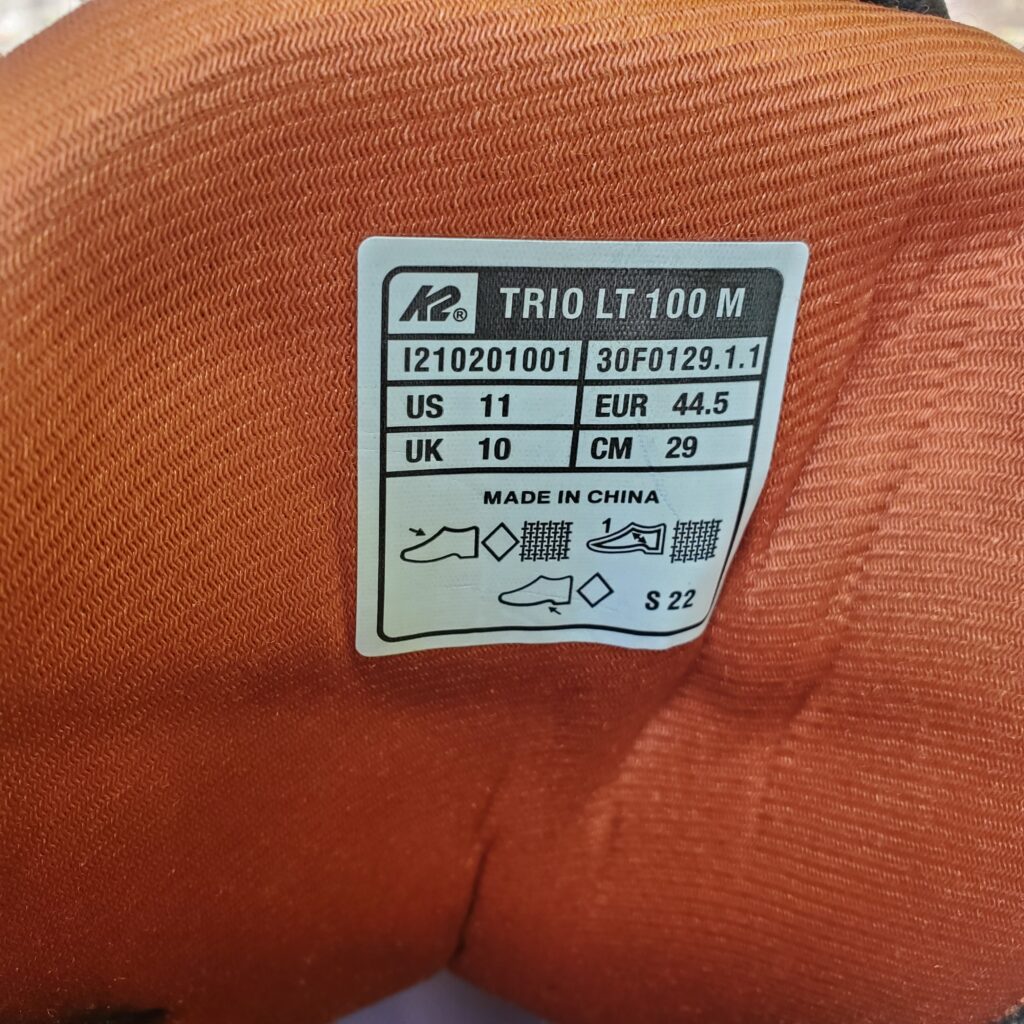 K2® TRIO LT 100 M
I210201001 30F0129.1.1
US 11 EUR 44.5
UK 10 CM 29
MADE IN CHINA
1
S 22